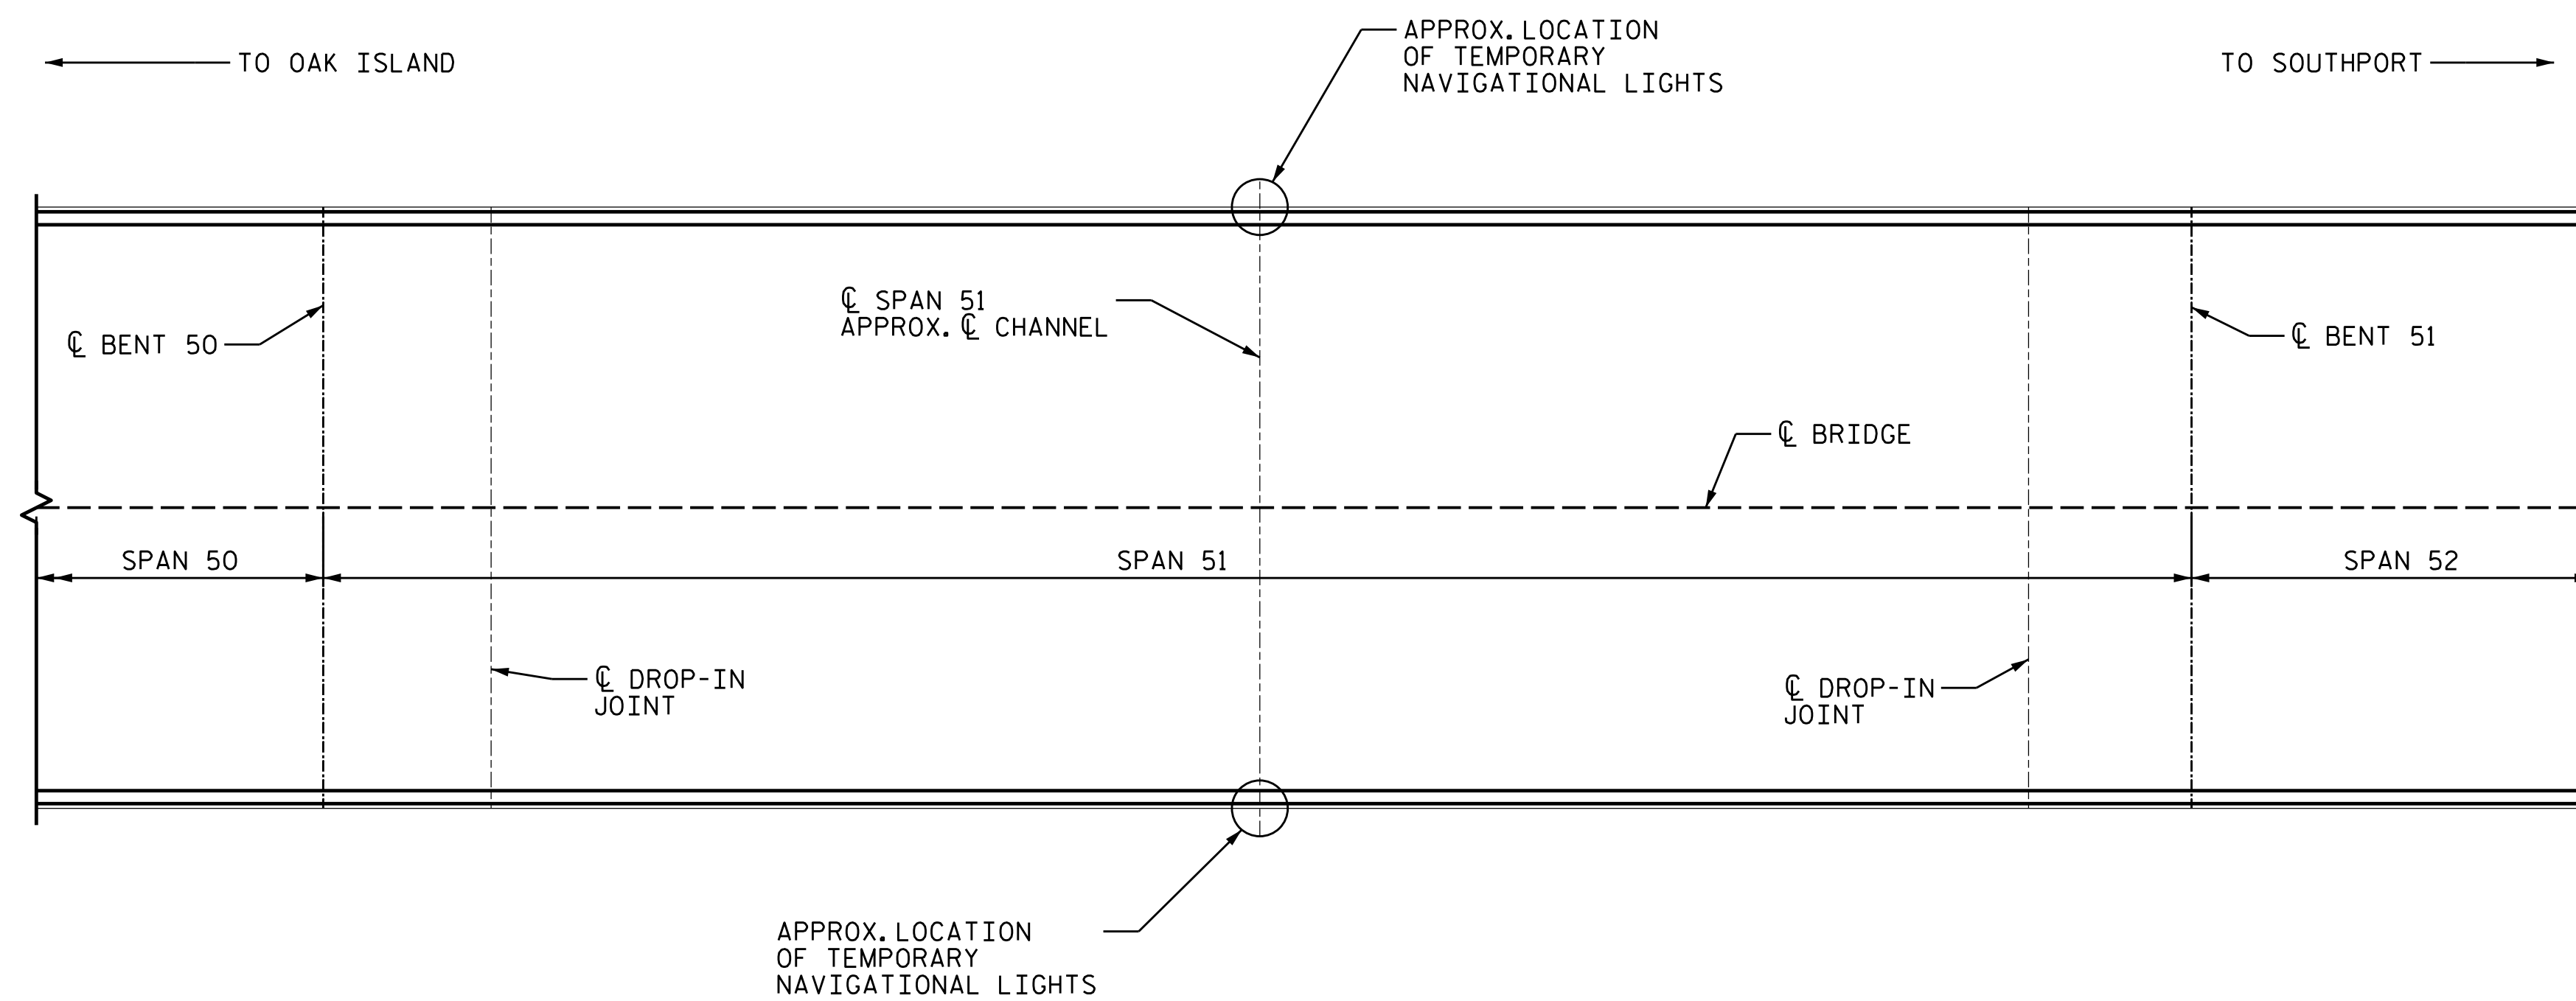 TO OAK ISLAND
APPROX. LOCATION
OF TEMPORARY
NAVIGATIONAL LIGHTS
TO SOUTHPORT
℄ SPAN 51
APPROX. ℄ CHANNEL
℄ BENT 50
℄ BENT 51
℄ BRIDGE
SPAN 50
SPAN 51
SPAN 52
℄ DROP-IN
JOINT
℄ DROP-IN
JOINT
APPROX. LOCATION
OF TEMPORARY
NAVIGATIONAL LIGHTS